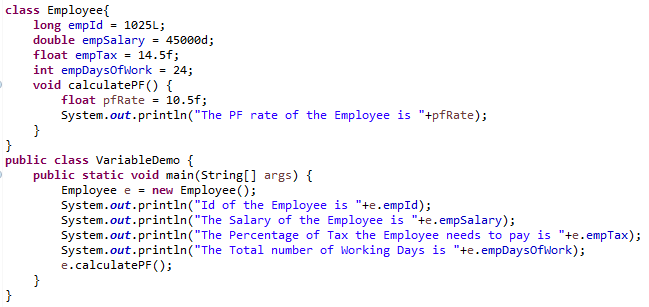 class Employee{
    long empId = 1025L;
    double empSalary = 45000d;
    float empTax = 14.5f;
    int empDaysOfWork = 24;
    void calculatePF() {
        float pfRate = 10.5f;
        System.out.println("The PF rate of the Employee is "+pfRate);
    }
}
public class VariableDemo {
    public static void main(String[] args) {
        Employee e = new Employee();
        System.out.println("Id of the Employee is "+e.empId);
        System.out.println("The Salary of the Employee is "+e.empSalary);
        System.out.println("The Percentage of Tax the Employee needs to pay is "+e.empTax);
        System.out.println("The Total number of Working Days is "+e.empDaysOfWork);
        e.calculatePF();
    }
}